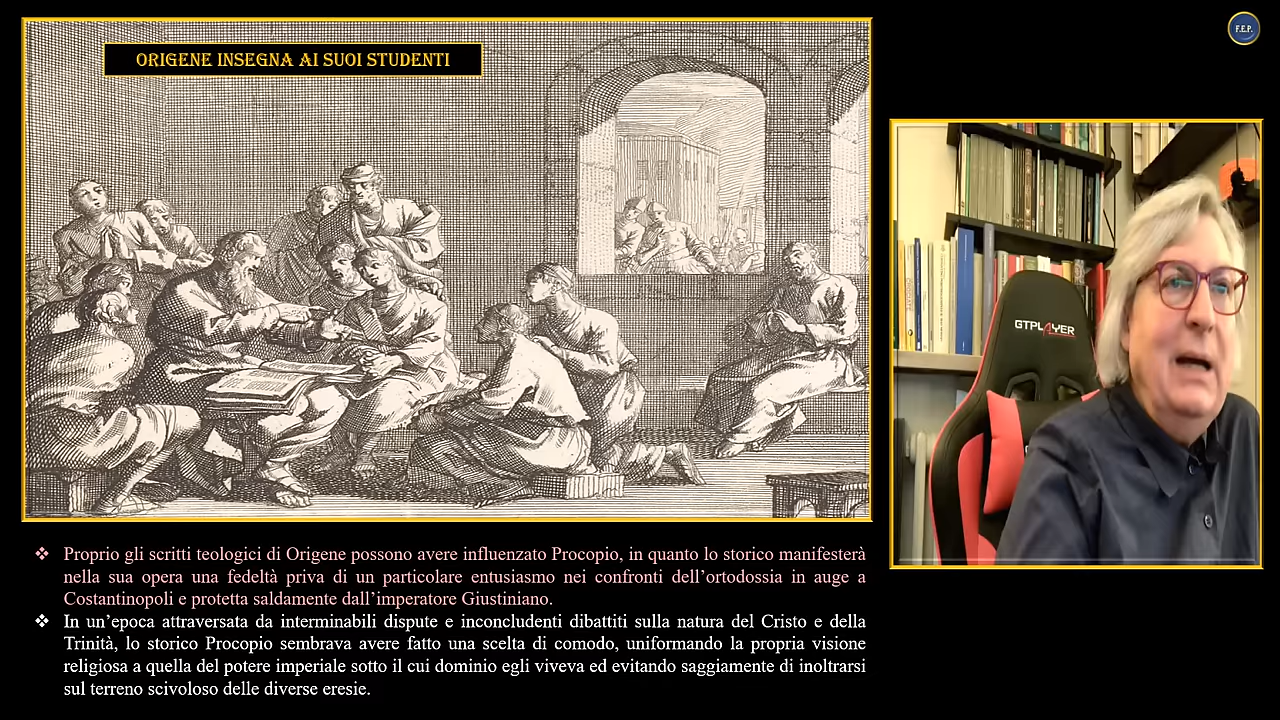 ORIGENE INSEGNA AI SUOI STUDENTI
F.E.P.
GTPLAYER
❖ Proprio gli scritti teologici di Origene possono avere influenzato Procopio, in quanto lo storico manifesterà
nella sua opera una fedeltà priva di un particolare entusiasmo nei confronti dell’ortodossia in auge a
Costantinopoli e protetta saldamente dall’imperatore Giustiniano.
❖ In un’epoca attraversata da interminabili dispute e inconcludenti dibattiti sulla natura del Cristo e della
Trinità, lo storico Procopio sembrava avere fatto una scelta di comodo, uniformando la propria visione
religiosa a quella del potere imperiale sotto il cui dominio egli viveva ed evitando saggiamente di inoltrarsi
sul terreno scivoloso delle diverse eresie.